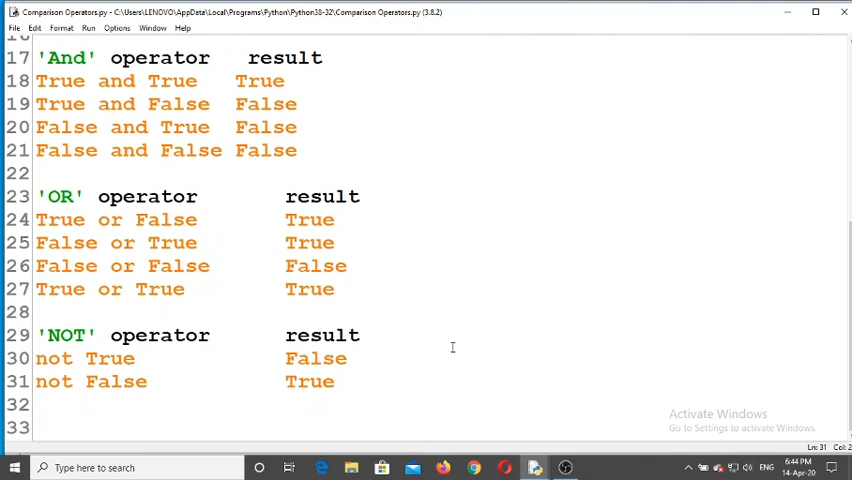 Comparison Operators.py - C:\Users\LENOVO\AppData\Local\Programs\Python\Python38-32\Comparison Operators.py (3.8.2)
File Edit Format Run Options Window Help
17 'And' operator result
18 True and True True
19 True and False False
20 False and True False
21 False and False False
22
23 'OR' operator result
24 True or False True
25 False or True True
26 False or False False
27 True or True True
28
29 'NOT' operator result
30 not True False
31 not False True
32
33
Activate Windows
Go to Settings to activate Windows.
Ln: 31 Col: 2
Type here to search
ENG
6:44 PM
14-Apr-20